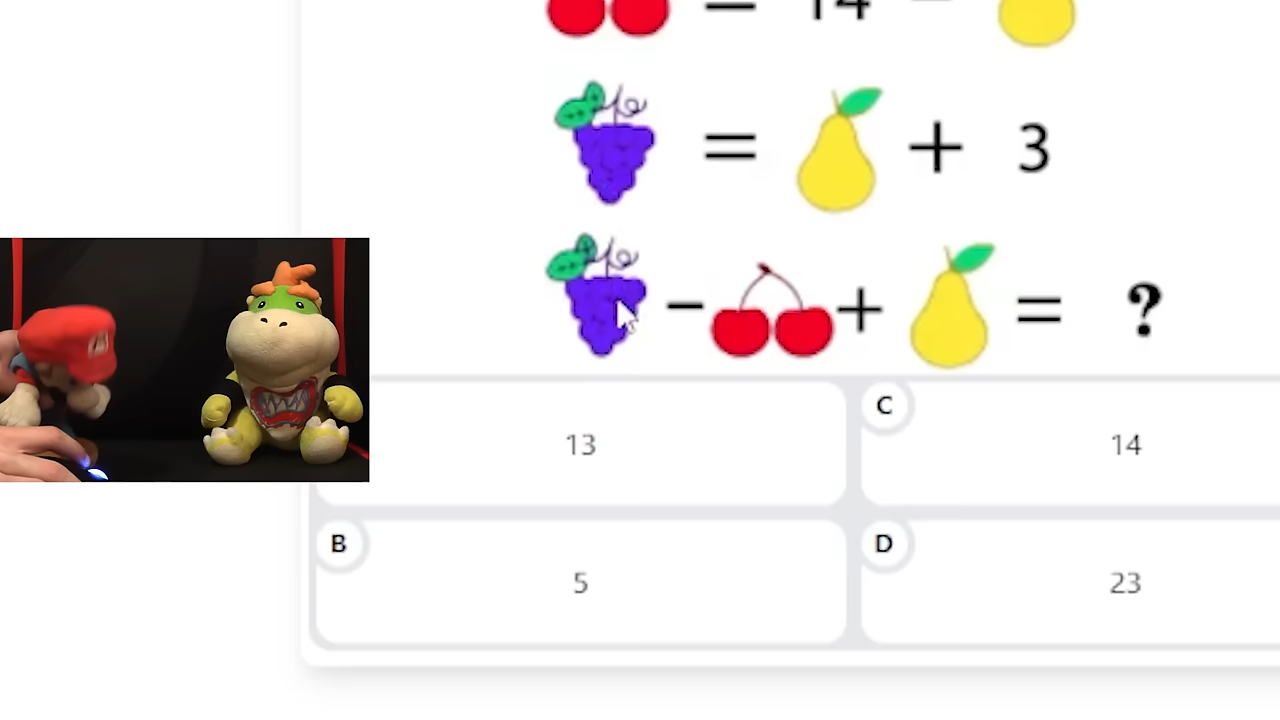 = 14 -
= + 3
- + = ?
13
C
14
B
5
D
23